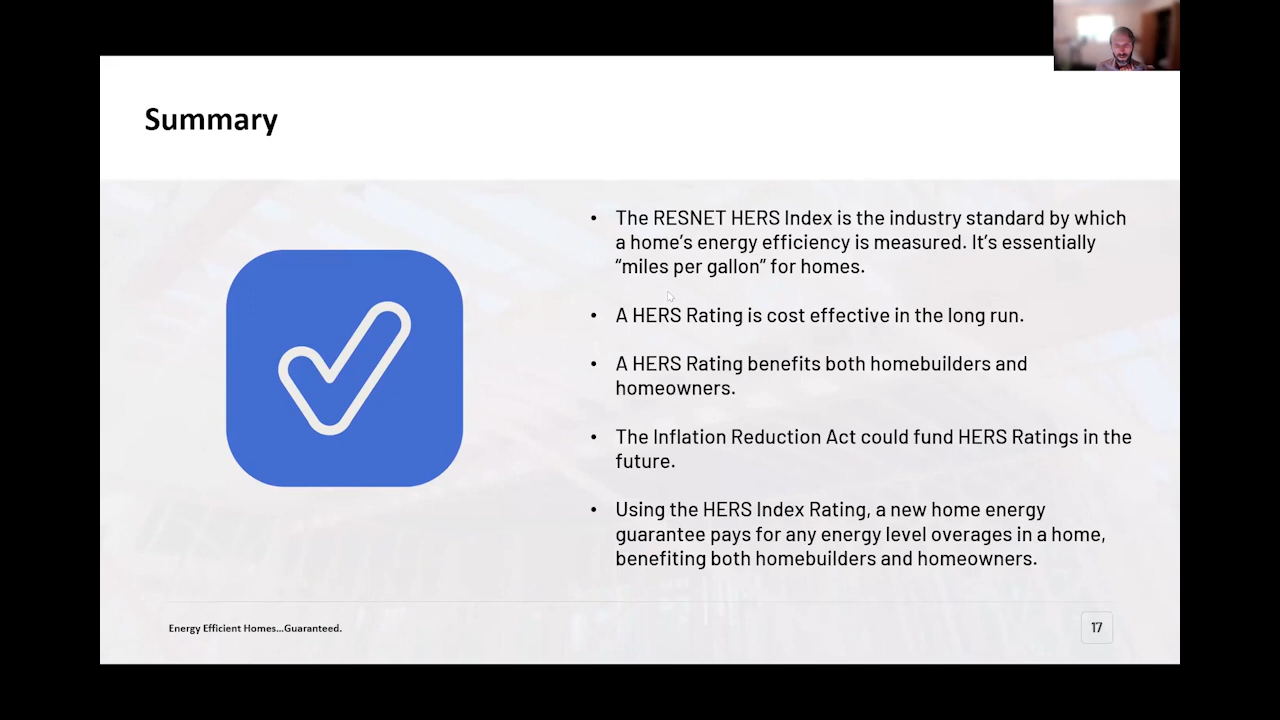 Summary
• The RESNET HERS Index is the industry standard by which
a home’s energy efficiency is measured. It’s essentially
“miles per gallon” for homes.
• A HERS Rating is cost effective in the long run.
• A HERS Rating benefits both homebuilders and
homeowners.
• The Inflation Reduction Act could fund HERS Ratings in the
future.
• Using the HERS Index Rating, a new home energy
guarantee pays for any energy level overages in a home,
benefiting both homebuilders and homeowners.
Energy Efficient Homes...Guaranteed.
17